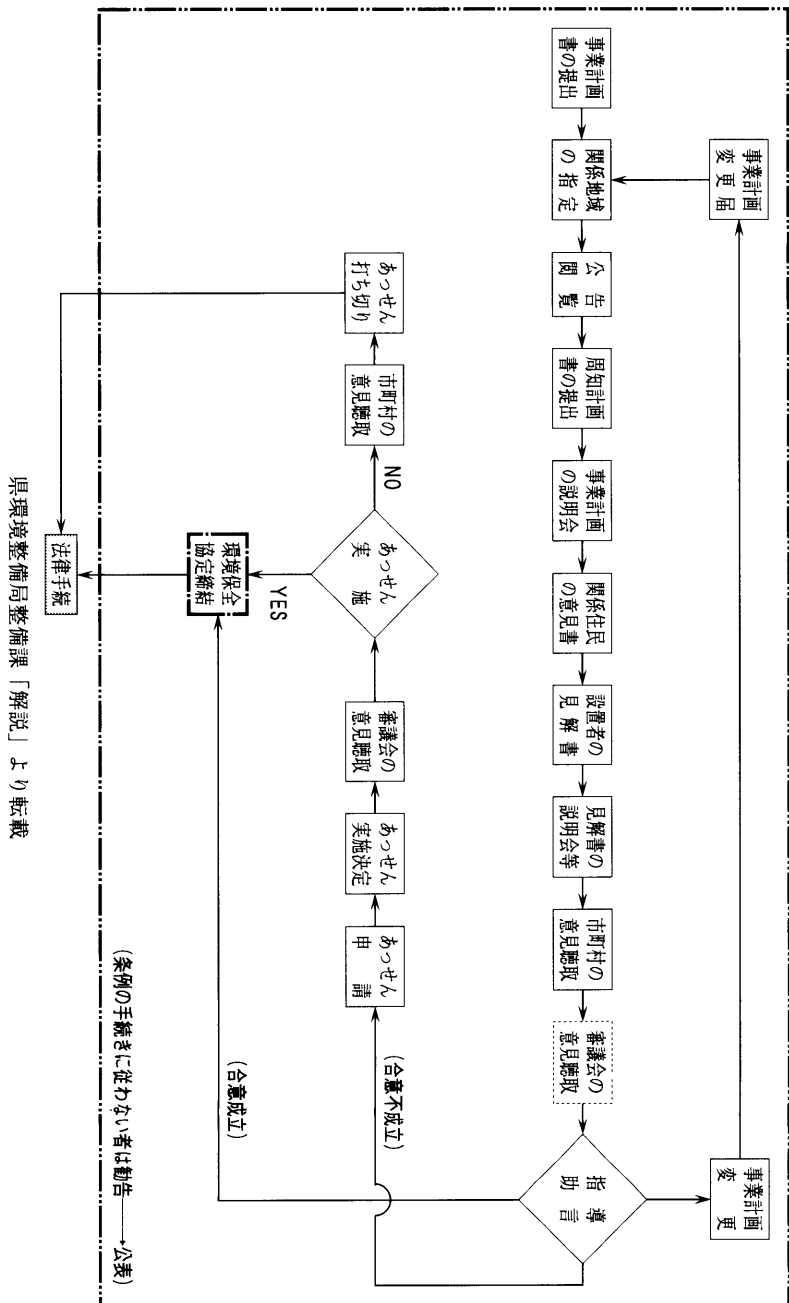 事業計画
変更届
事業計画
変更
事業計画
書の提出
関係地域
の指定
公告
閲覧
周知計画
書の提出
事業計画
の説明会
関係住民
の意見書
設置者の
見解書
見解書の
説明会等
市町村の
意見聴取
審議会の
意見聴取
指導
助言
(合意不成立)
(合意成立)
あっせん
申請
あっせん
実施決定
審議会の
意見聴取
あっせん
実施
NO
YES
市町村の
意見聴取
あっせん
打ち切り
環境保全
協定締結
法律手続
(条例の手続きに従わない者は勧告→公表)
県環境整備局整備課「解説」より転載